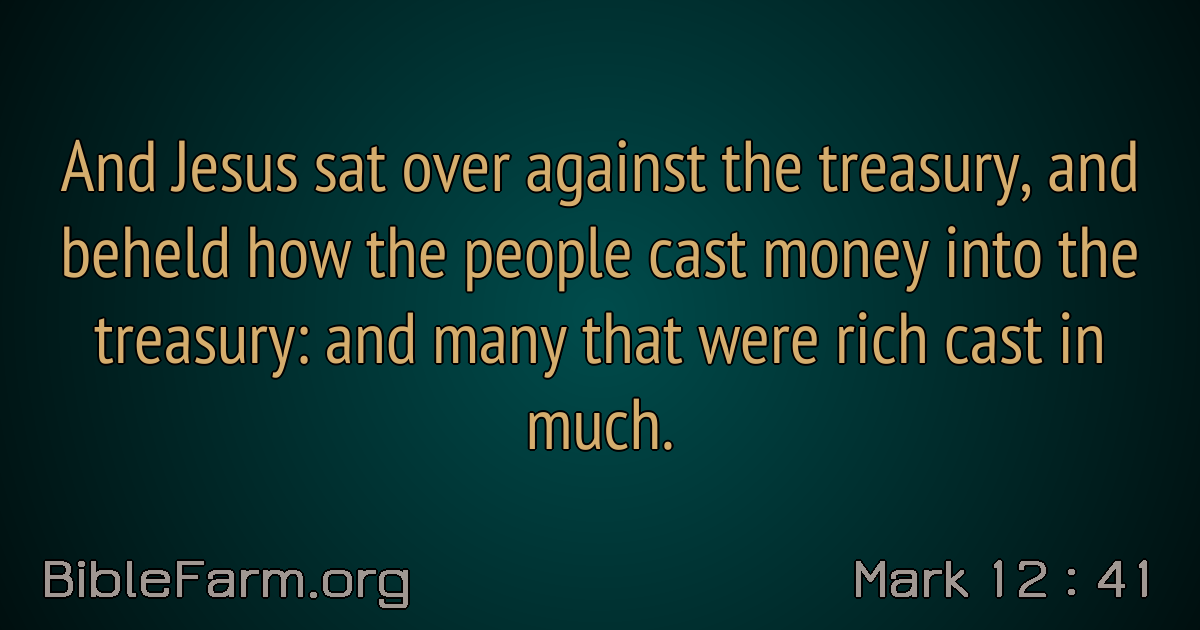 And Jesus sat over against the treasury, and
beheld how the people cast money into the
treasury: and many that were rich cast in
much.
BibleFarm.org
Mark 12 : 41